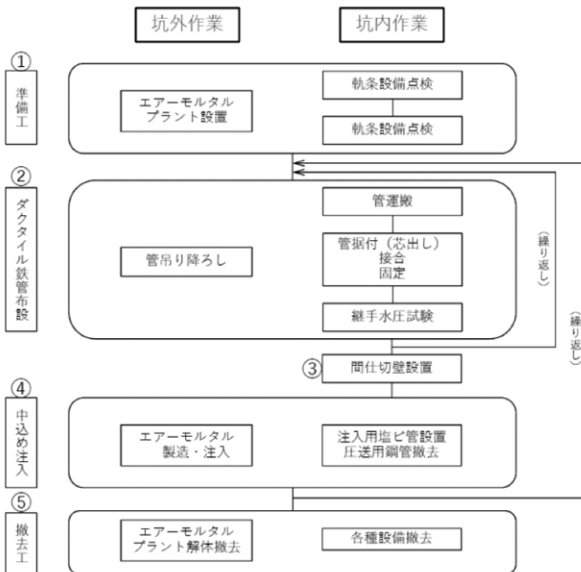 坑外作業
坑内作業
①
準備工
エアーモルタル
プラント設置
軌条設備点検
軌条設備点検
②
ダクタイル鉄管布設
管吊り降ろし
管運搬
管据付(芯出し)
接合
固定
継手水圧試験
(繰り返し)
(繰り返し)
③
間仕切壁設置
④
中込め注入
エアーモルタル
製造・注入
注入用塩ビ管設置
圧送用鋼管撤去
⑤
撤去工
エアーモルタル
プラント解体撤去
各種設備撤去